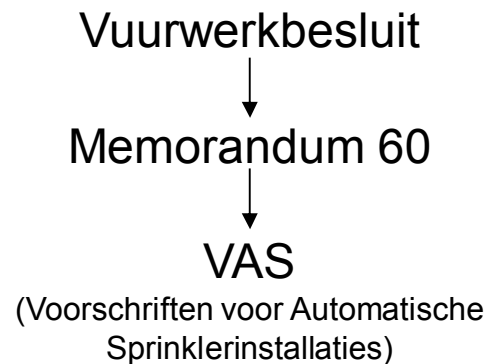 Vuurwerkbesluit
Memorandum 60
VAS
(Voorschriften voor Automatische
Sprinklerinstallaties)